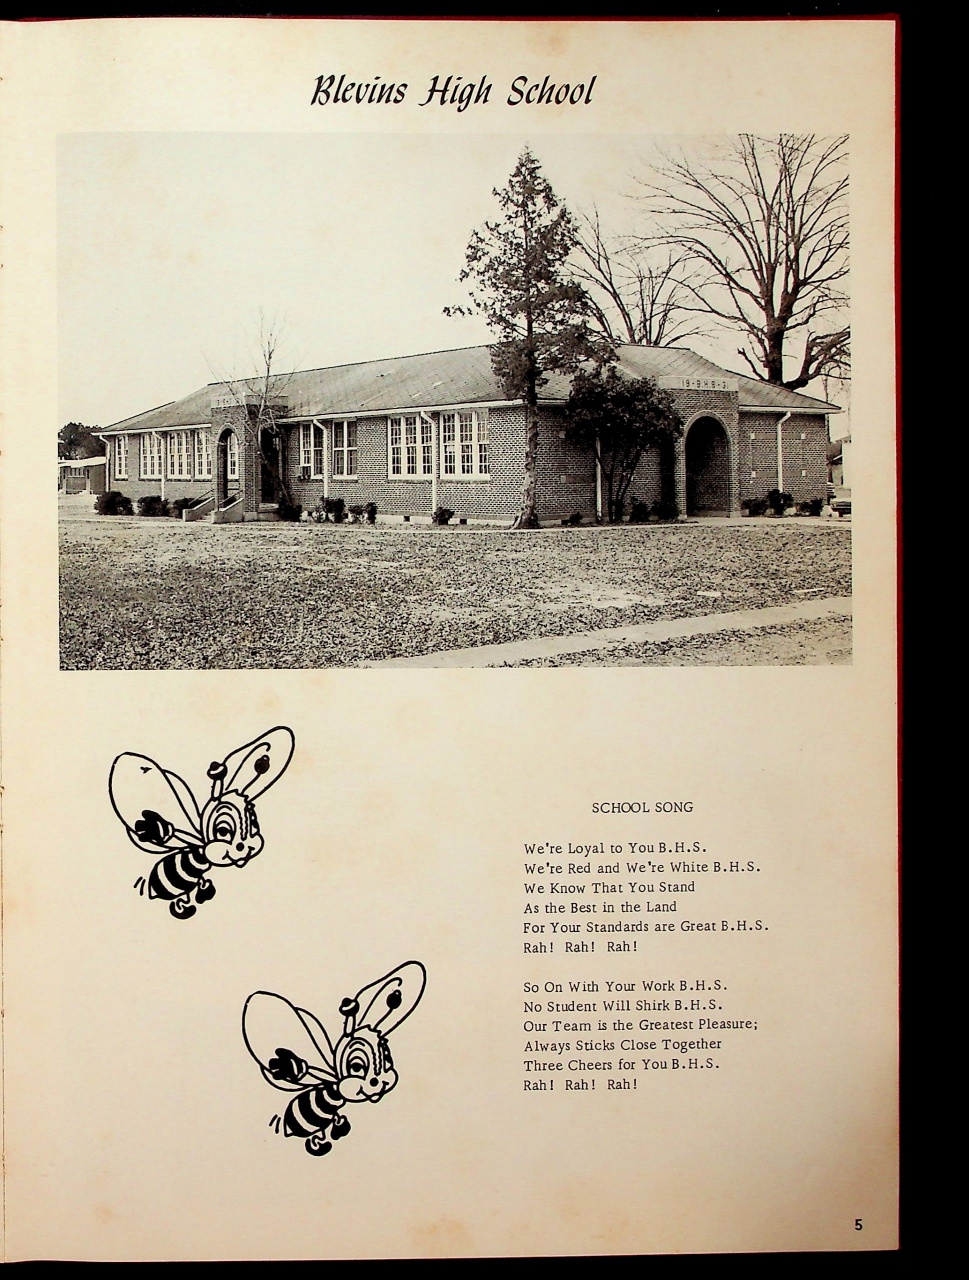 Blevins High School
19-B.H.S-31
SCHOOL SONG
We're Loyal to You B.H.S.
We're Red and We're White B.H.S.
We Know That You Stand
As the Best in the Land
For Your Standards are Great B.H.S.
Rah! Rah! Rah!
So On With Your Work B.H.S.
No Student Will Shirk B.H.S.
Our Team is the Greatest Pleasure;
Always Sticks Close Together
Three Cheers for You B.H.S.
Rah! Rah! Rah!
5